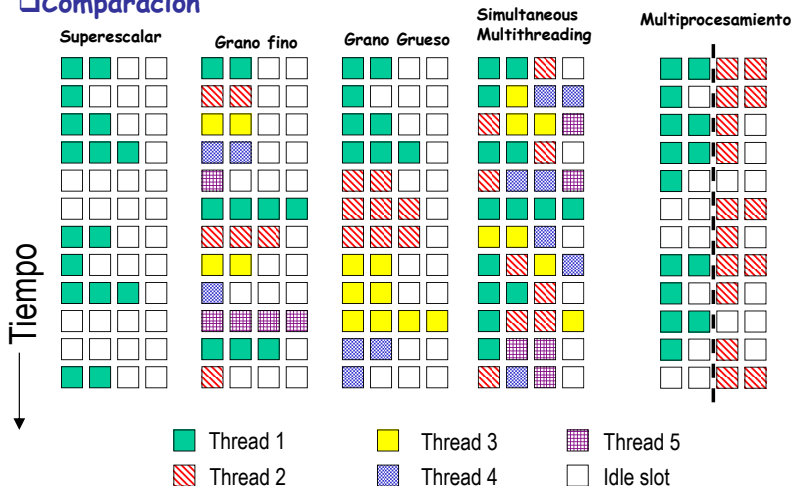 ❑Comparación
Superescalar
Grano fino
Grano Grueso
Simultaneous
Multithreading
Multiprocesamiento
Tiempo
Thread 1
Thread 3
Thread 5
Thread 2
Thread 4
Idle slot